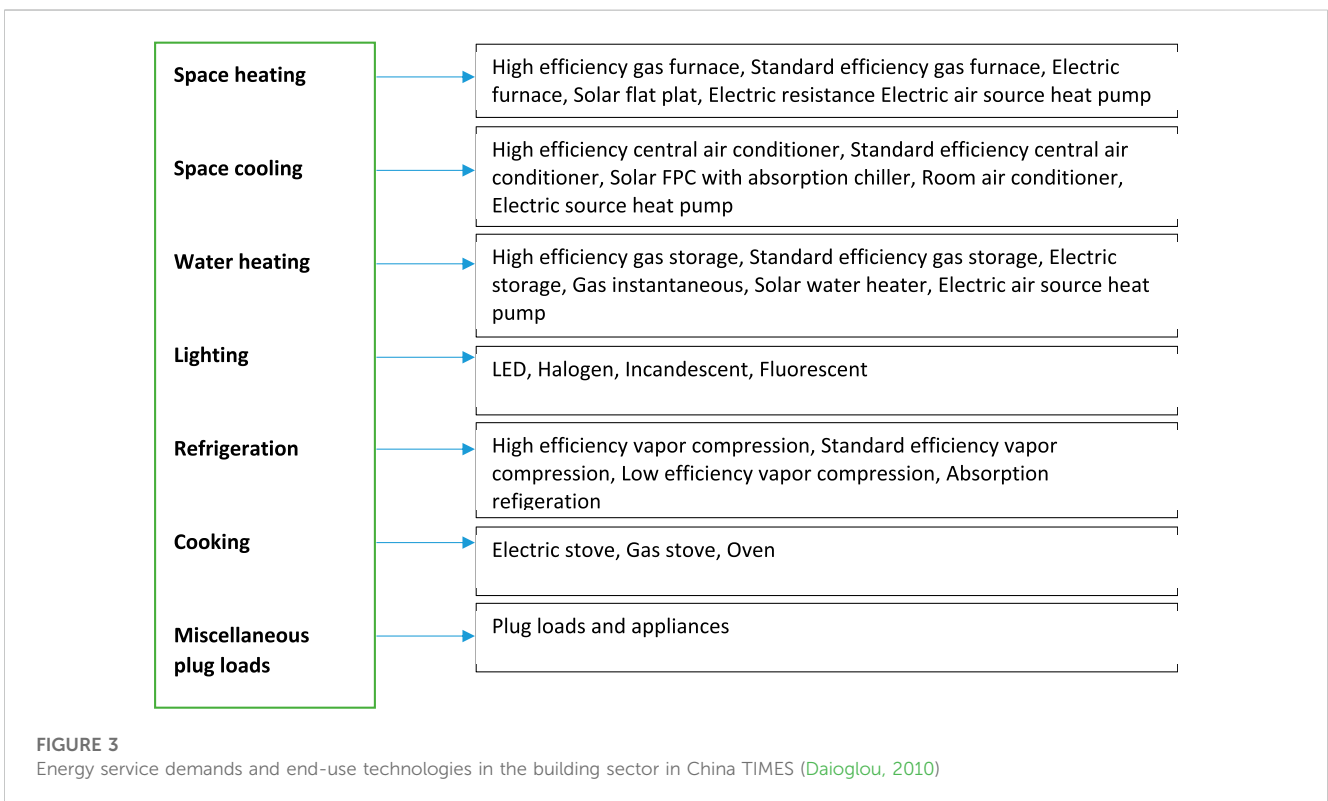 Space heating
High efficiency gas furnace, Standard efficiency gas furnace, Electric
furnace, Solar flat plat, Electric resistance Electric air source heat pump
Space cooling
High efficiency central air conditioner, Standard efficiency central air
conditioner, Solar FPC with absorption chiller, Room air conditioner,
Electric source heat pump
Water heating
High efficiency gas storage, Standard efficiency gas storage, Electric
storage, Gas instantaneous, Solar water heater, Electric air source heat
pump
Lighting
LED, Halogen, Incandescent, Fluorescent
Refrigeration
High efficiency vapor compression, Standard efficiency vapor
compression, Low efficiency vapor compression, Absorption
refigeration
Cooking
Electric stove, Gas stove, Oven
Miscellaneous
plug loads
Plug loads and appliances
FIGURE 3
Energy service demands and end-use technologies in the building sector in China TIMES (Daioglou, 2010)